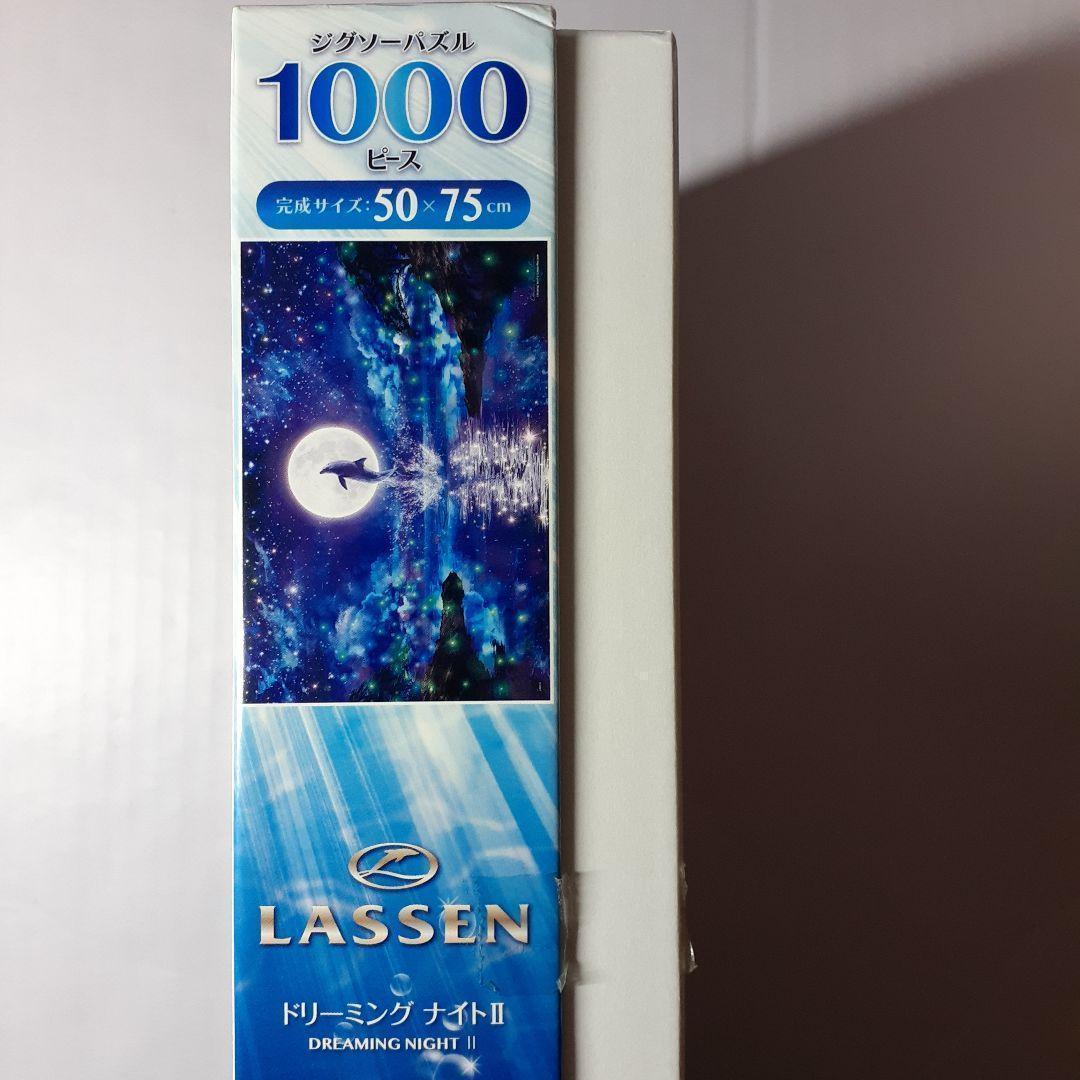 ジグソーパズル
1000
ピース
完成サイズ:50×75cm
LASSEN
ドリーミング ナイトⅡ
DREAMING NIGHT Ⅱ